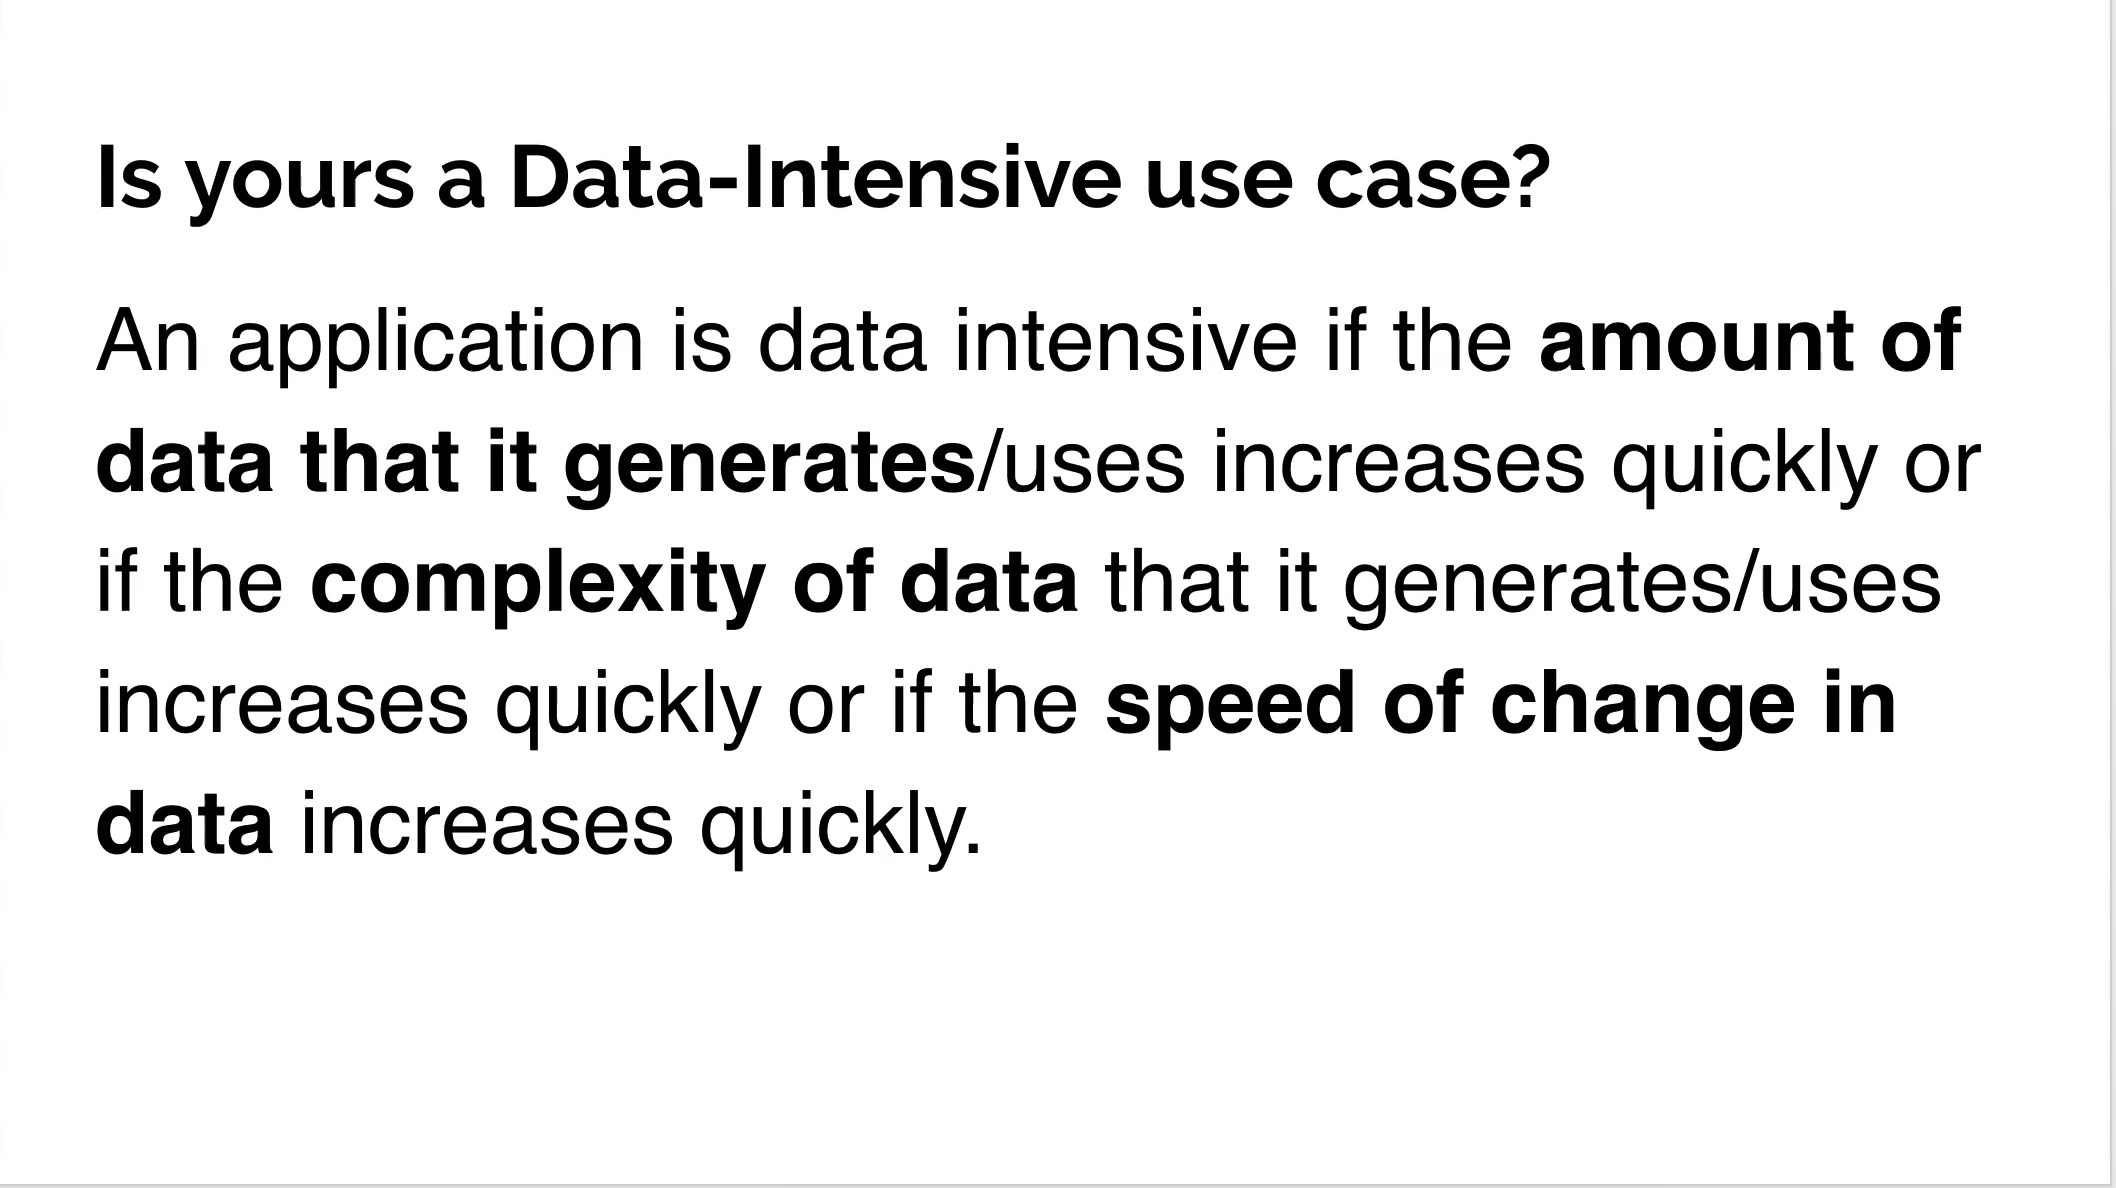 Is yours a Data-Intensive use case?
An application is data intensive if the amount of
data that it generates/uses increases quickly or
if the complexity of data that it generates/uses
increases quickly or if the speed of change in
data increases quickly.